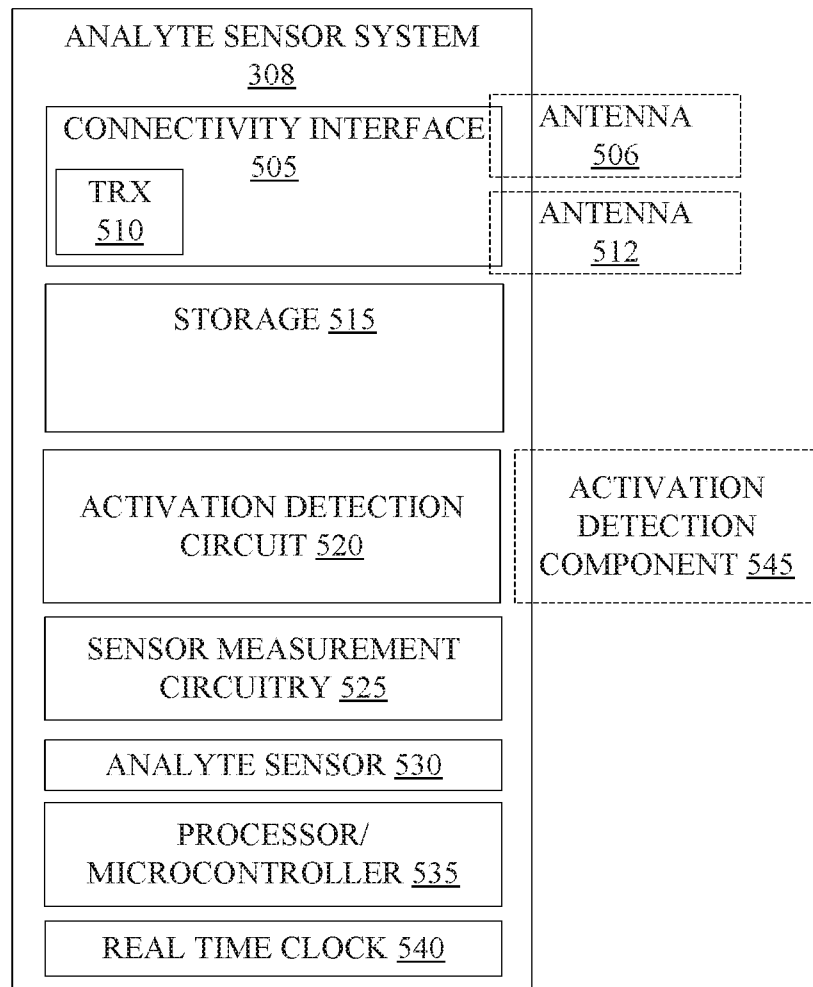 ANALYTE SENSOR SYSTEM
308
CONNECTIVITY INTERFACE
505
TRX
510
ANTENNA
506
ANTENNA
512
STORAGE 515
ACTIVATION DETECTION
CIRCUIT 520
ACTIVATION
DETECTION
COMPONENT 545
SENSOR MEASUREMENT
CIRCUITRY 525
ANALYTE SENSOR 530
PROCESSOR/
MICROCONTROLLER 535
REAL TIME CLOCK 540